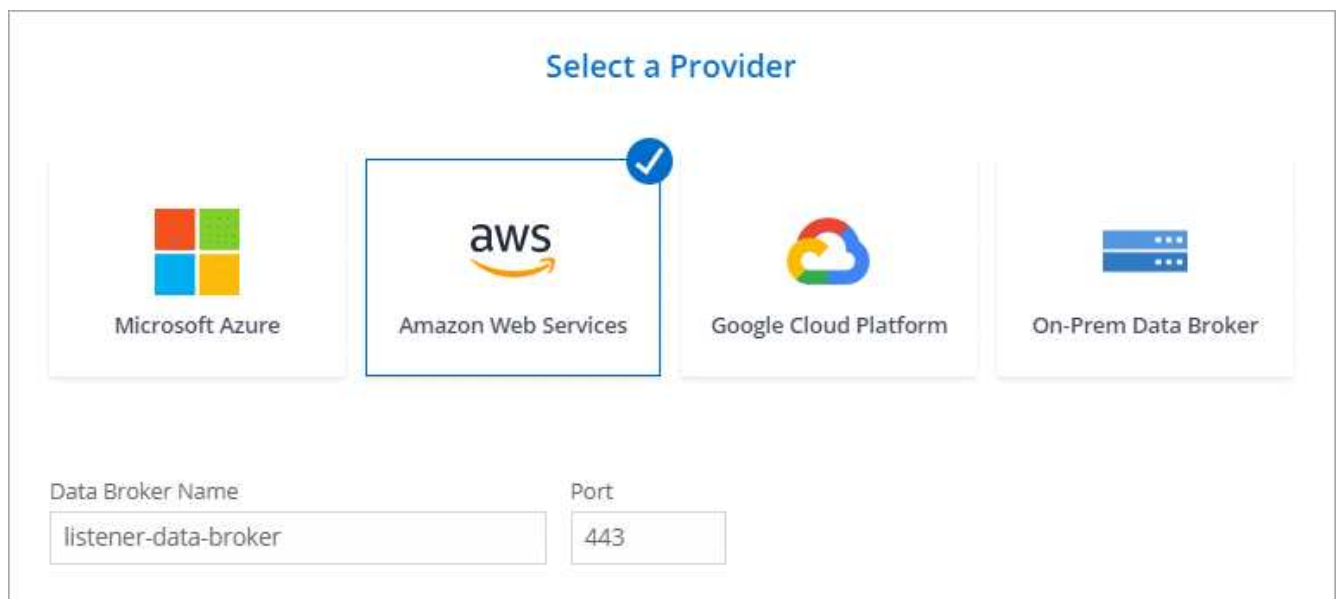 Select a Provider
aws
Microsoft Azure
Amazon Web Services
Google Cloud Platform
On-Prem Data Broker
Data Broker Name
Port
listener-data-broker
443